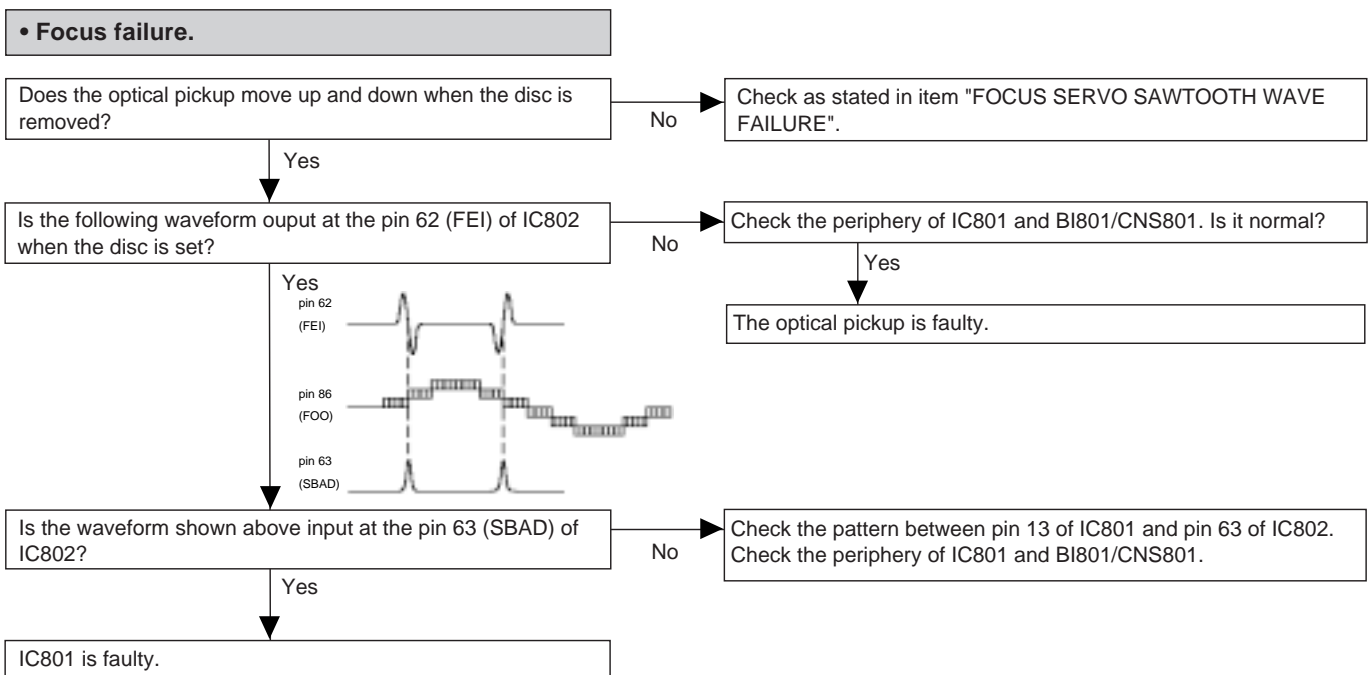 • Focus failure.
Does the optical pickup move up and down when the disc is
removed?
No
Check as stated in item "FOCUS SERVO SAWTOOTH WAVE
FAILURE".
Yes
Is the following waveform ouput at the pin 62 (FEI) of IC802
when the disc is set?
No
Check the periphery of IC801 and BI801/CNS801. Is it normal?
Yes
The optical pickup is faulty.
Yes
pin 62
(FEI)
pin 86
(FOO)
pin 63
(SBAD)
Is the waveform shown above input at the pin 63 (SBAD) of
IC802?
No
Check the pattern between pin 13 of IC801 and pin 63 of IC802.
Check the periphery of IC801 and BI801/CNS801.
Yes
IC801 is faulty.